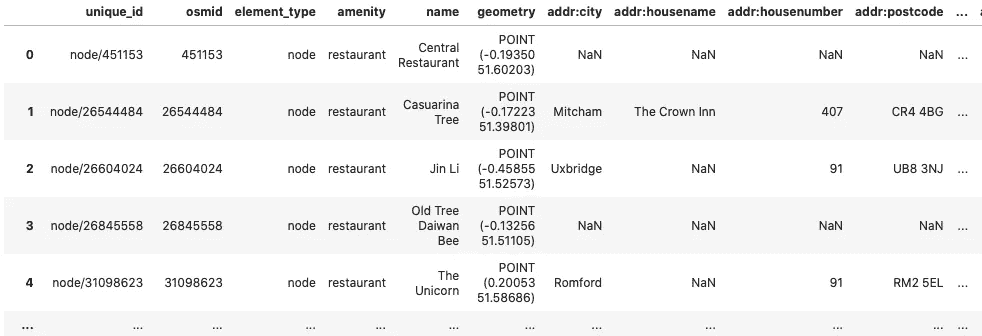 unique_id osmid element_type amenity name geometry addr:city addr:housename addr:housenumber addr:postcode ...
0 node/451153 451153 node restaurant Central Restaurant POINT (-0.19350 51.60203) NaN NaN NaN NaN ...
1 node/26544484 26544484 node restaurant Casuarina Tree POINT (-0.17223 51.39801) Mitcham The Crown Inn 407 CR4 4BG ...
2 node/26604024 26604024 node restaurant Jin Li POINT (-0.45855 51.52573) Uxbridge NaN 91 UB8 3NJ ...
3 node/26845558 26845558 node restaurant Old Tree Daiwan Bee POINT (-0.13256 51.51105) NaN NaN NaN NaN ...
4 node/31098623 31098623 node restaurant The Unicorn POINT (0.20053 51.58686) Romford NaN 91 RM2 5EL ...
... ... ... ... ... ... ... ... ... ... ... ...